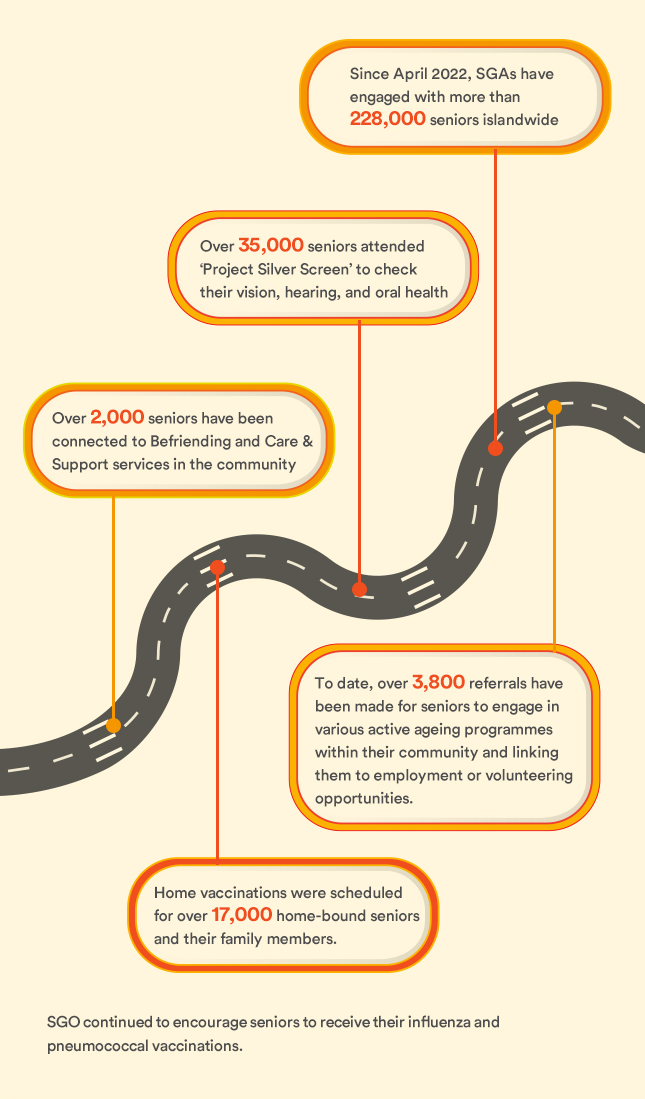 Since April 2022, SGAs have
engaged with more than
228,000 seniors islandwide
Over 35,000 seniors attended
‘Project Silver Screen’ to check
their vision, hearing, and oral health
Over 2,000 seniors have been
connected to Befriending and Care &
Support services in the community
To date, over 3,800 referrals have
been made for seniors to engage in
various active ageing programmes
within their community and linking
them to employment or volunteering
opportunities.
Home vaccinations were scheduled
for over 17,000 home-bound seniors
and their family members.
SGO continued to encourage seniors to receive their influenza and
pneumococcal vaccinations.